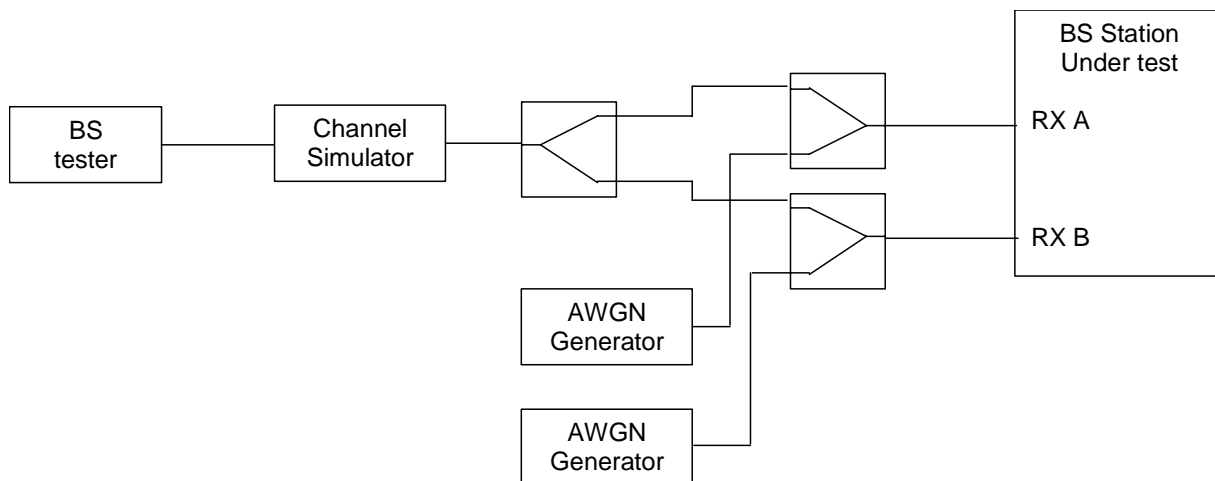 BS
tester
Channel
Simulator
BS Station
Under test
RX A
RX B
AWGN
Generator
AWGN
Generator